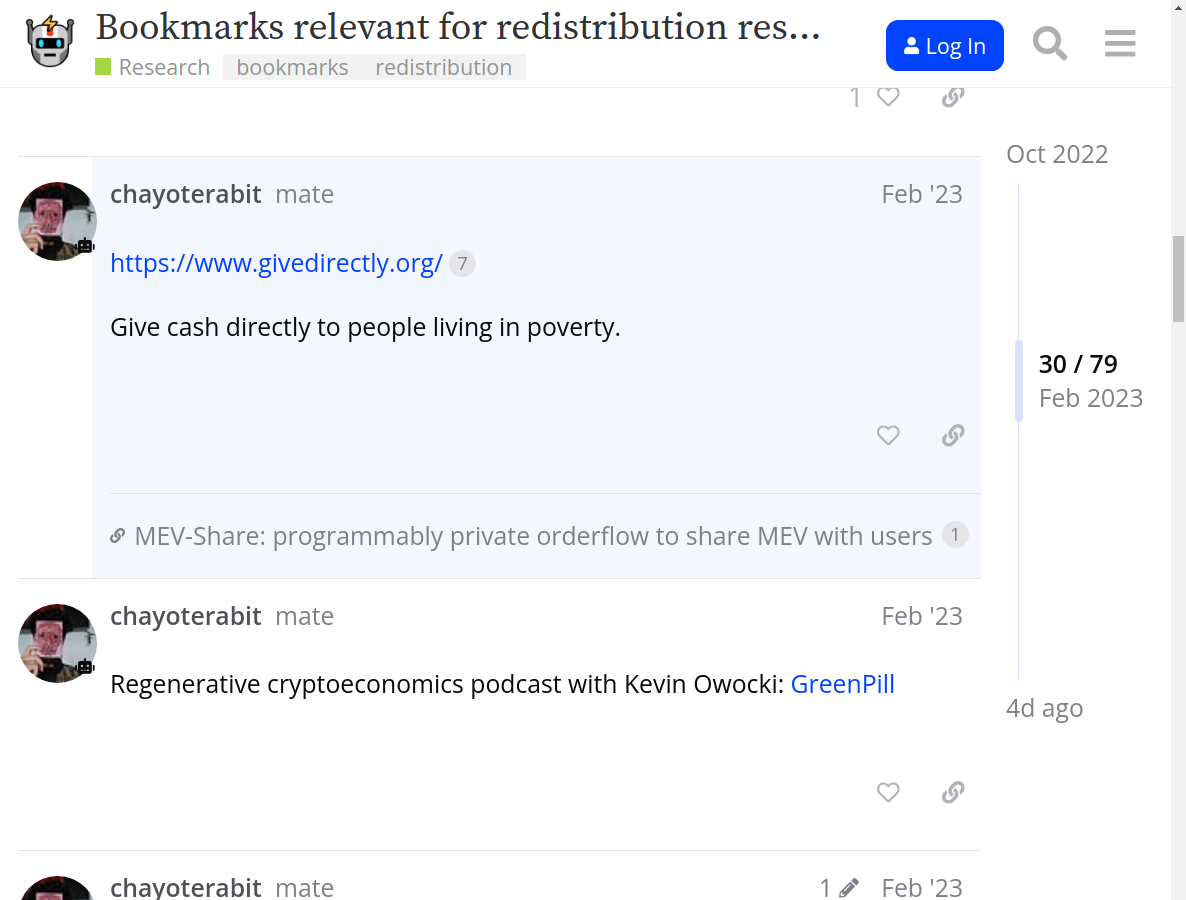 Bookmarks relevant for redistribution res...
Log In
Research bookmarks redistribution
1
Oct 2022
chayoterabit mate Feb '23
https://www.givedirectly.org/ 7
Give cash directly to people living in poverty.
30 / 79
Feb 2023
MEV-Share: programmably private orderflow to share MEV with users 1
chayoterabit mate Feb '23
Regenerative cryptoeconomics podcast with Kevin Owocki: GreenPill
4d ago
chayoterabit mate 1 Feb '23